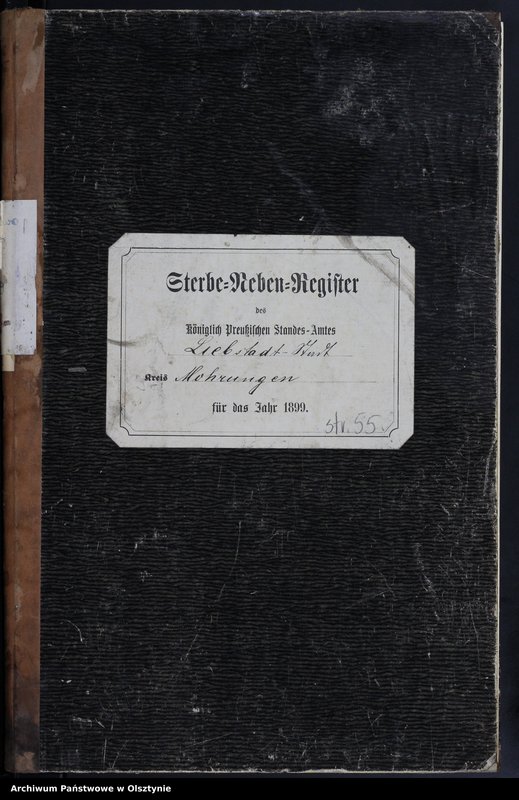 Sterbe=Neben=Register
des
Königlich Preußischen Standes-Amtes
Liebstadt-Stadt
Kreis Mohrungen
für das Jahr 1899.
str. 55
Archiwum Państwowe w Olsztynie